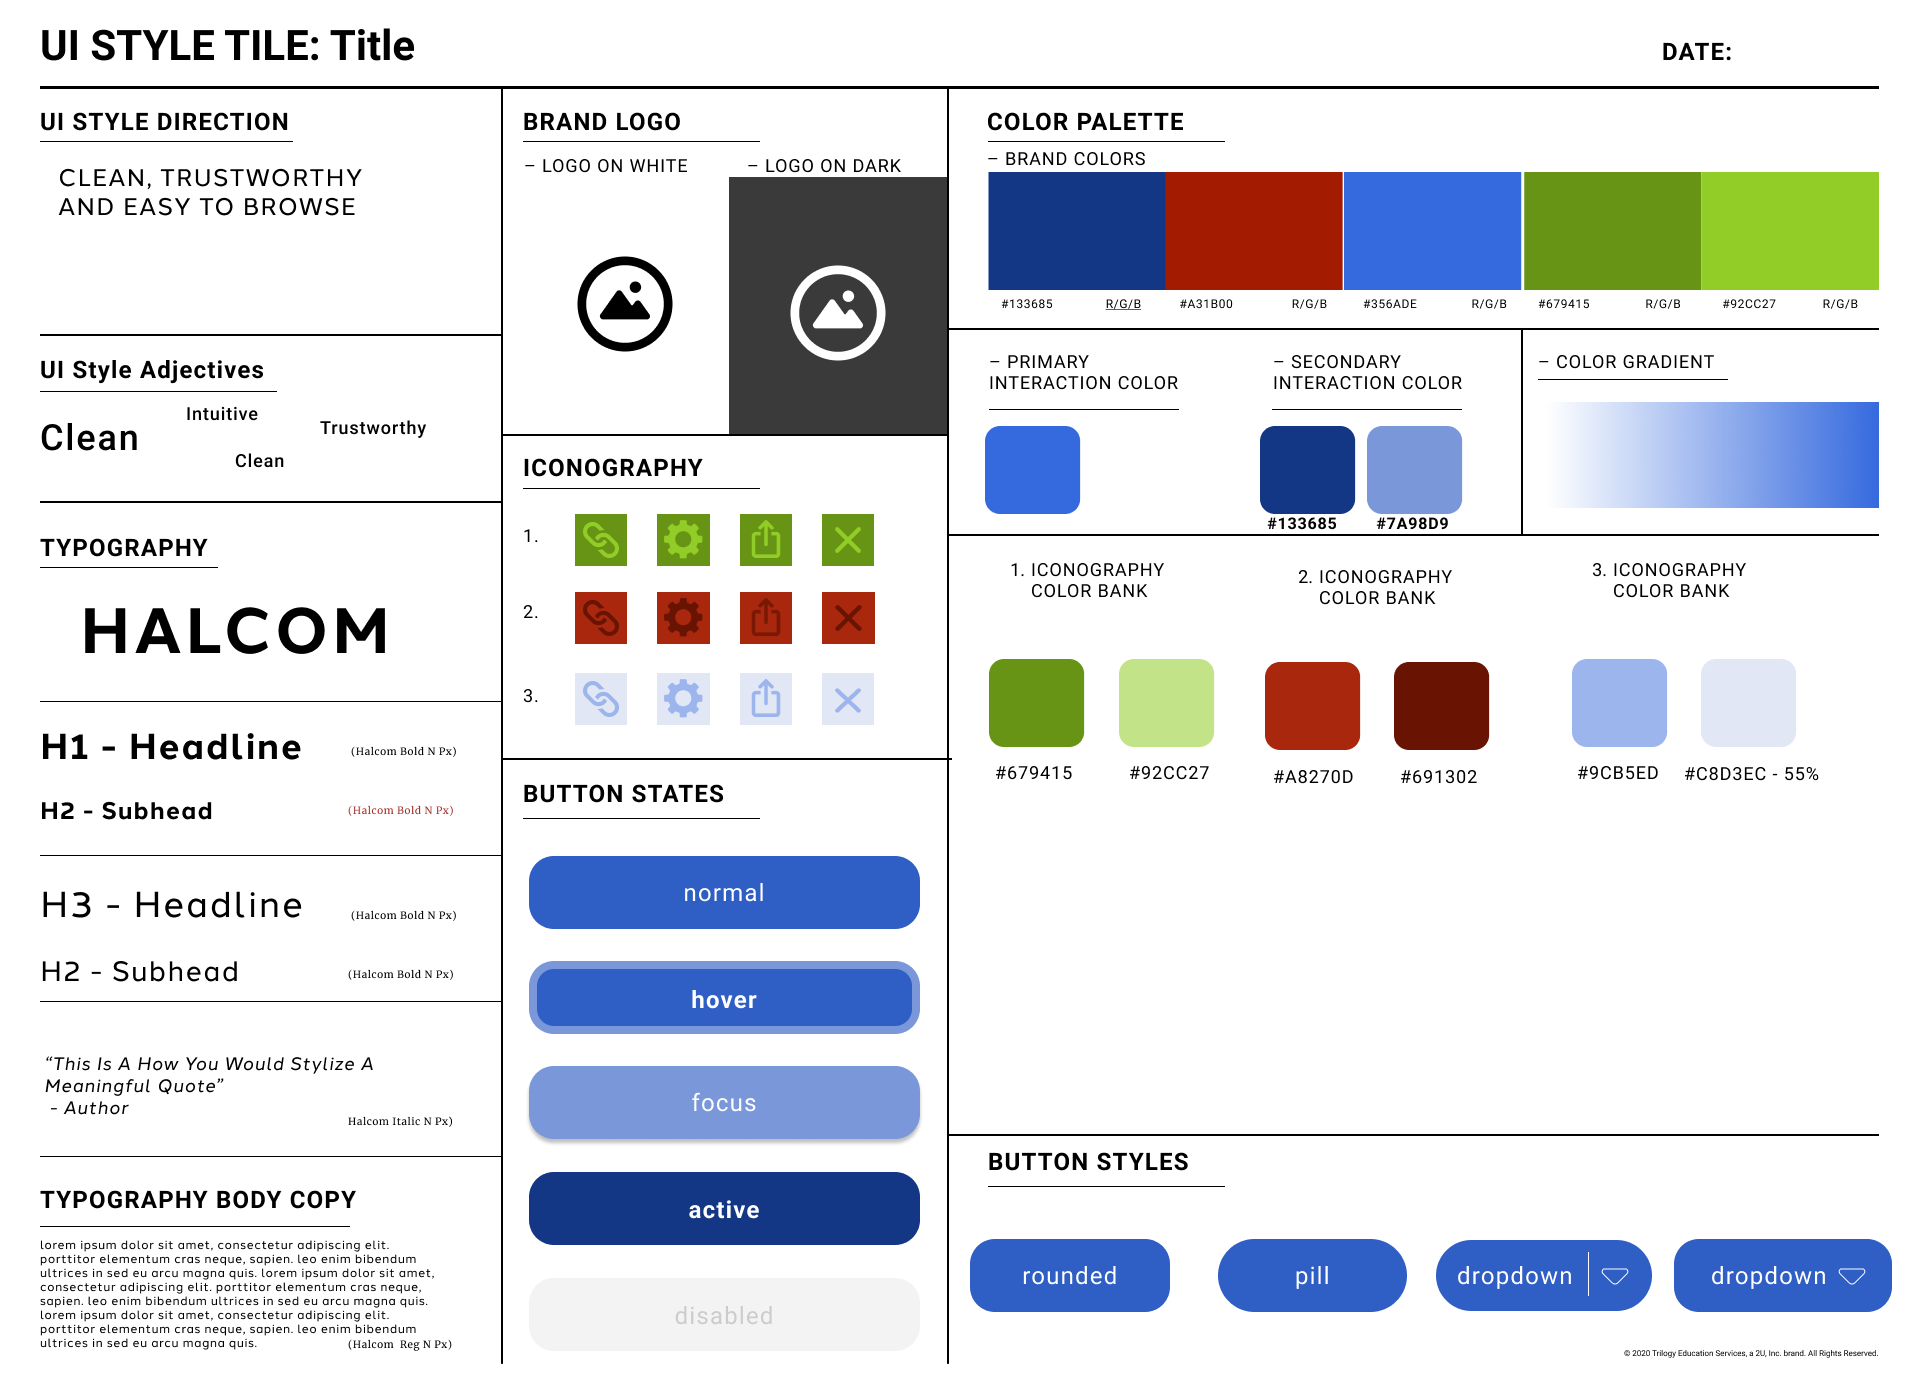 UI STYLE TILE: Title
DATE:
UI STYLE DIRECTION
CLEAN, TRUSTWORTHY
AND EASY TO BROWSE
UI Style Adjectives
Intuitive
Clean
Trustworthy
Clean
TYPOGRAPHY
HALCOM
H1 - Headline
(Halcom Bold N Px)
H2 - Subhead
(Halcom Bold N Px)
H3 - Headline
(Halcom Bold N Px)
H2 - Subhead
(Halcom Bold N Px)
“This Is A How You Would Stylize A
Meaningful Quote”
- Author
Halcom Italic N Px)
TYPOGRAPHY BODY COPY
lorem ipsum dolor sit amet, consectetur adipiscing elit.
porttitor elementum cras neque, sapien. leo enim bibendum
ultrices in sed eu arcu magna quis. lorem ipsum dolor sit amet,
consectetur adipiscing elit. porttitor elementum cras neque,
sapien. leo enim bibendum ultrices in sed eu arcu magna quis.
lorem ipsum dolor sit amet, consectetur adipiscing elit.
porttitor elementum cras neque, sapien. leo enim bibendum
ultrices in sed eu arcu magna quis.
(Halcom Reg N Px)
BRAND LOGO
– LOGO ON WHITE
– LOGO ON DARK
ICONOGRAPHY
1.
2.
3.
BUTTON STATES
normal
hover
focus
active
disabled
COLOR PALETTE
– BRAND COLORS
#133685 R/G/B #A31B00 R/G/B #356ADE R/G/B #679415 R/G/B #92CC27 R/G/B
– PRIMARY
INTERACTION COLOR
– SECONDARY
INTERACTION COLOR
#133685 #7A98D9
– COLOR GRADIENT
1. ICONOGRAPHY
COLOR BANK
#679415 #92CC27
2. ICONOGRAPHY
COLOR BANK
#A8270D #691302
3. ICONOGRAPHY
COLOR BANK
#9CB5ED #C8D3EC - 55%
BUTTON STYLES
rounded
pill
dropdown
dropdown
© 2020 Trilogy Education Services, a 2U, Inc. brand. All Rights Reserved.